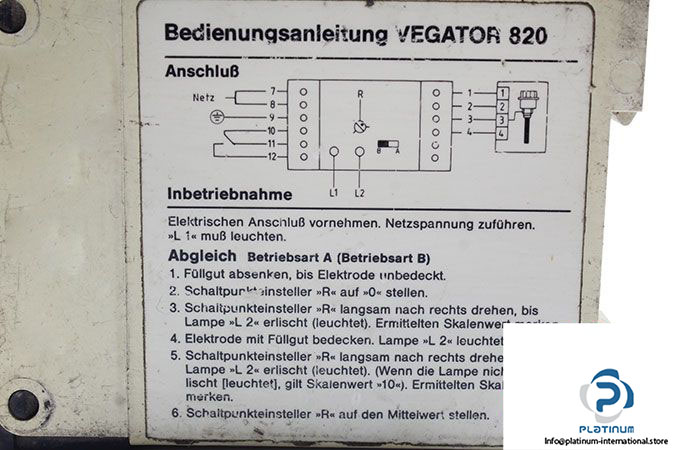 Bedienungsanleitung VEGATOR 820
Anschluß
Netz
7
8
9
10
11
12
R
B A
L1 L2
1
2
3
4
1
2
3
4
Inbetriebnahme
Elektrischen Anschluß vornehmen. Netzspannung zuführen.
»L 1« muß leuchten.
Abgleich Betriebsart A (Betriebsart B)
1. Füllgut absenken, bis Elektrode unbedeckt.
2. Schaltpunkteinsteller »R« auf »0« stellen.
3. Schaltpunkteinsteller »R« langsam nach rechts drehen, bis
Lampe »L 2« erlischt (leuchtet). Ermittelten Skalenwert merken.
4. Elektrode mit Füllgut bedecken. Lampe »L 2« leuchtet
5. Schaltpunkteinsteller »R« langsam nach rechts drehe
Lampe »L 2« erlischt (leuchtet). (Wenn die Lampe nich
lischt [leuchtet], gilt Skalenwert »10«). Ermittelten Ska
merken.
6. Schaltpunkteinsteller »R« auf den Mittelwert stellen.
PLATINUM
Info@platinum-international.store